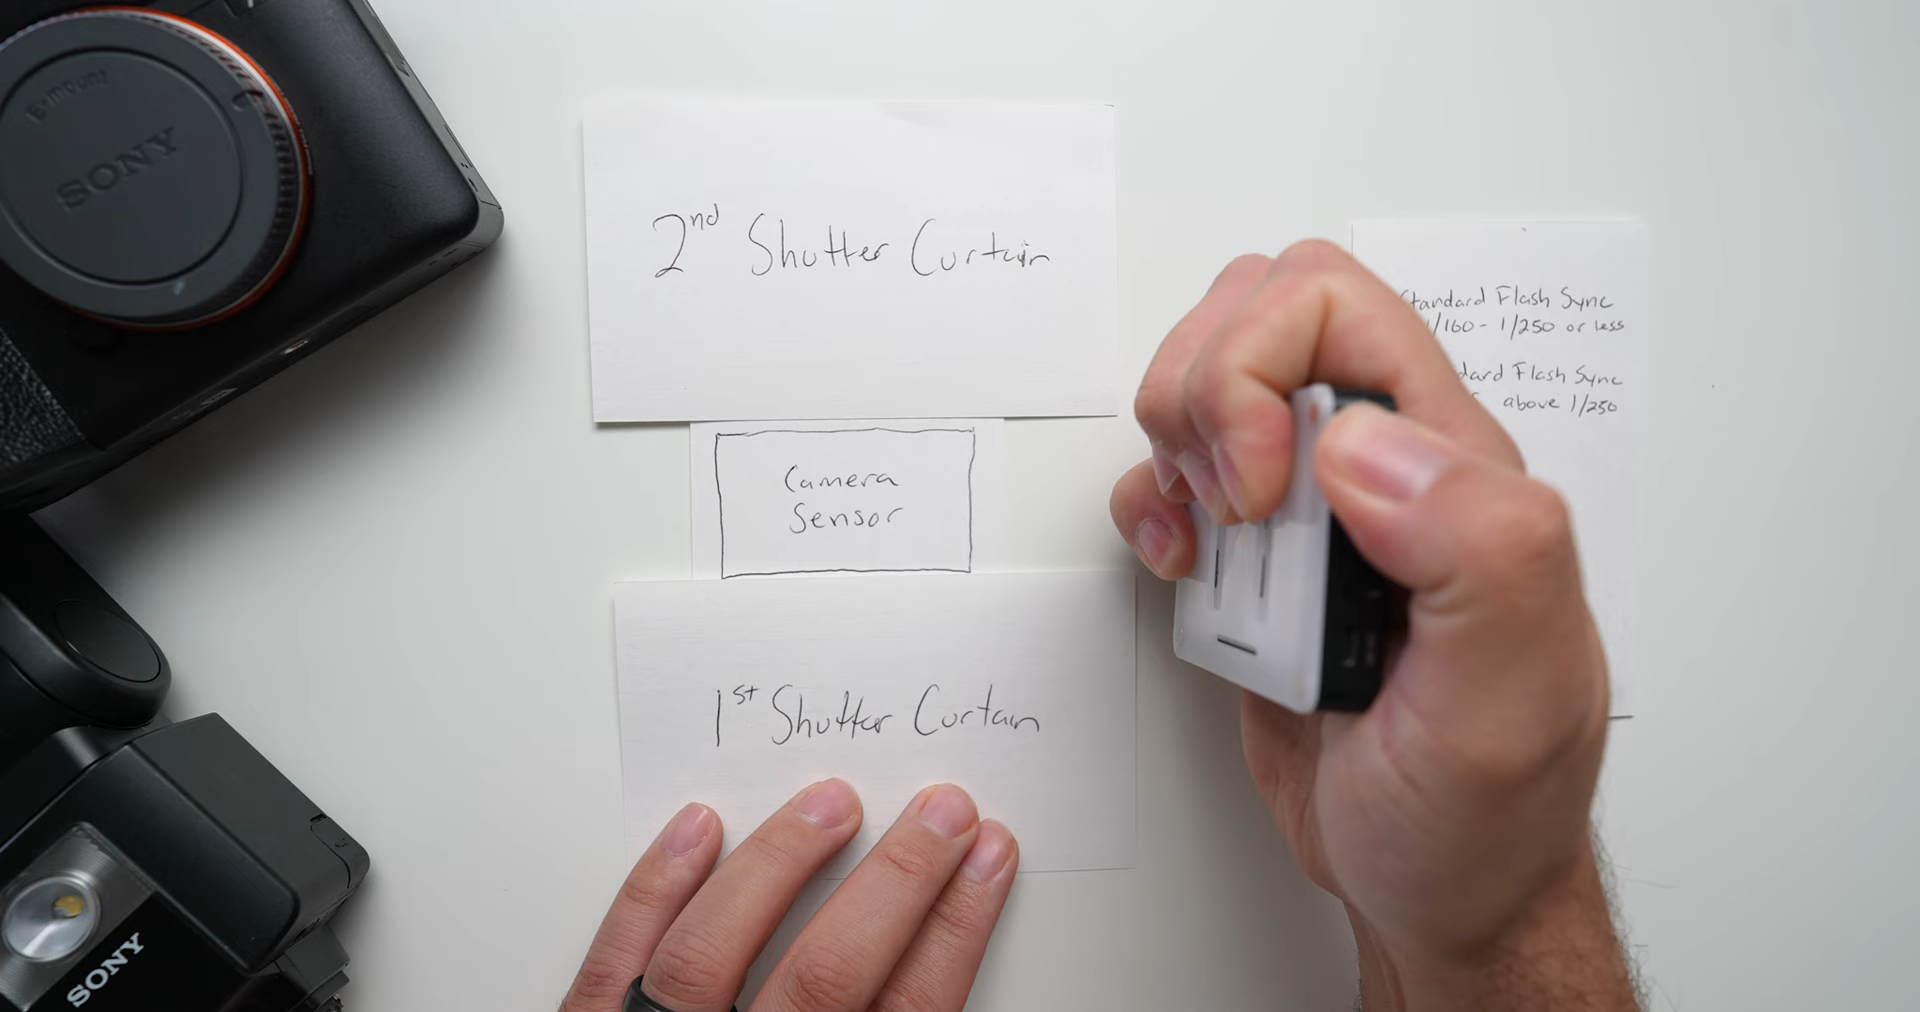 E-mount
SONY
2nd Shutter Curtain
Camera
Sensor
1st Shutter Curtain
Standard Flash Sync
1/160 - 1/250 or less
Flash Sync
above 1/250
SONY